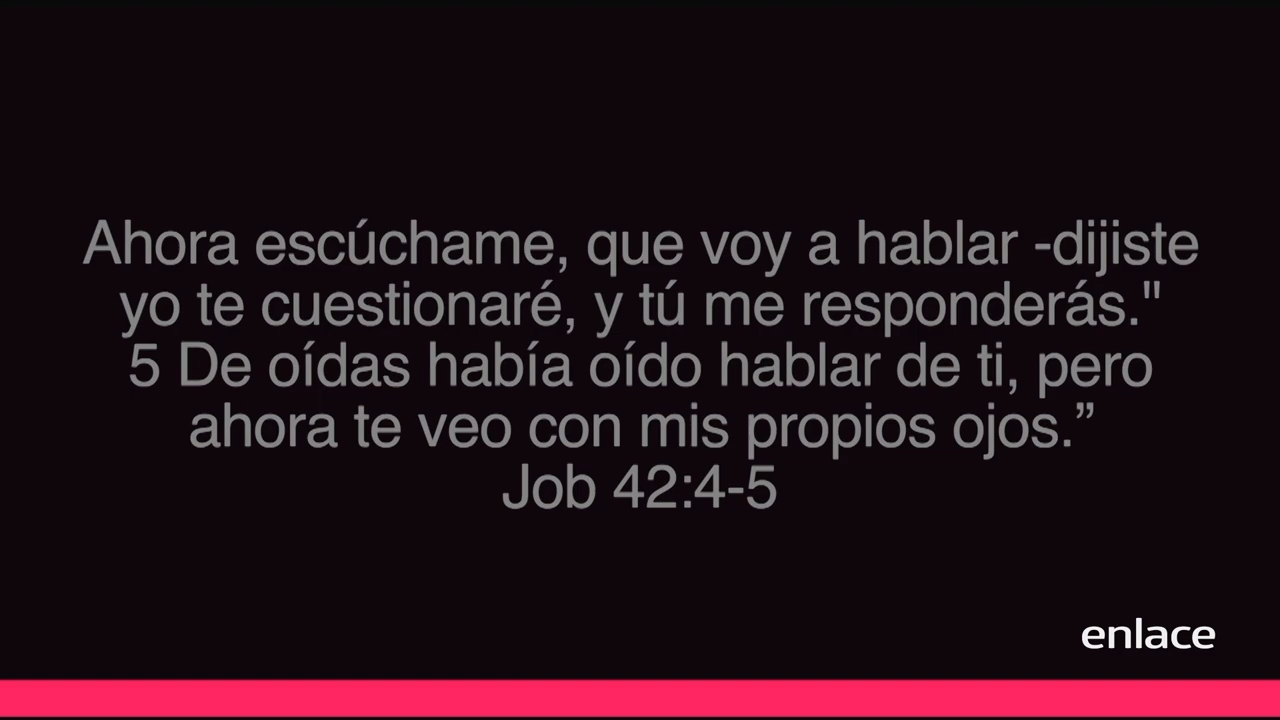 Ahora escúchame, que voy a hablar -dijiste
yo te cuestionaré, y tú me responderás."
5 De oídas había oído hablar de ti, pero
ahora te veo con mis propios ojos.”
Job 42:4-5
enlace